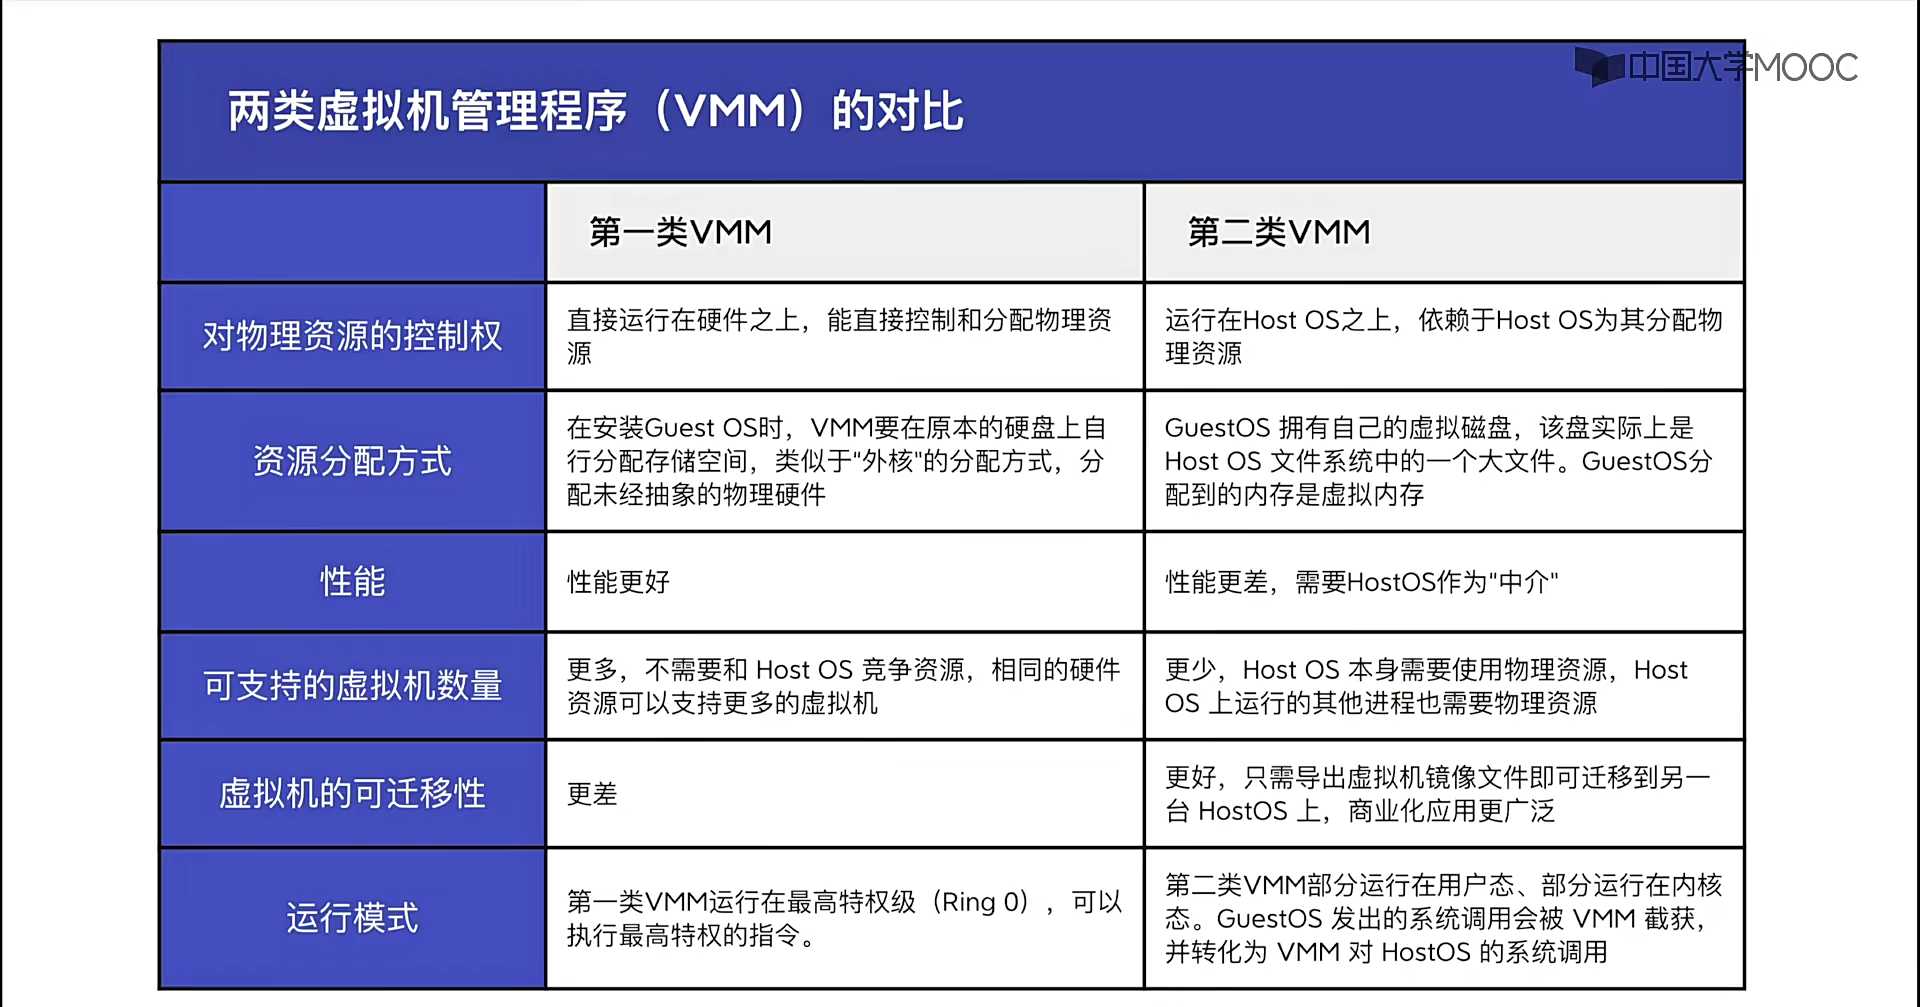 中国大学MOOC
两类虚拟机管理程序（VMM）的对比
第一类VMM
第二类VMM
对物理资源的控制权
直接运行在硬件之上，能直接控制和分配物理资
源
运行在Host OS之上，依赖于Host OS为其分配物
理资源
资源分配方式
在安装Guest OS时，VMM要在原本的硬盘上自
行分配存储空间，类似于"外核"的分配方式，分
配未经抽象的物理硬件
GuestOS 拥有自己的虚拟磁盘，该盘实际上是
Host OS 文件系统中的一个大文件。GuestOS分
配到的内存是虚拟内存
性能
性能更好
性能更差，需要HostOS作为"中介"
可支持的虚拟机数量
更多，不需要和 Host OS 竞争资源，相同的硬件
资源可以支持更多的虚拟机
更少，Host OS 本身需要使用物理资源，Host
OS 上运行的其他进程也需要物理资源
虚拟机的可迁移性
更差
更好，只需导出虚拟机镜像文件即可迁移到另一
台 HostOS 上，商业化应用更广泛
运行模式
第一类VMM运行在最高特权级（Ring 0），可以
执行最高特权的指令。
第二类VMM部分运行在用户态、部分运行在内核
态。GuestOS 发出的系统调用会被 VMM 截获，
并转化为 VMM 对 HostOS 的系统调用